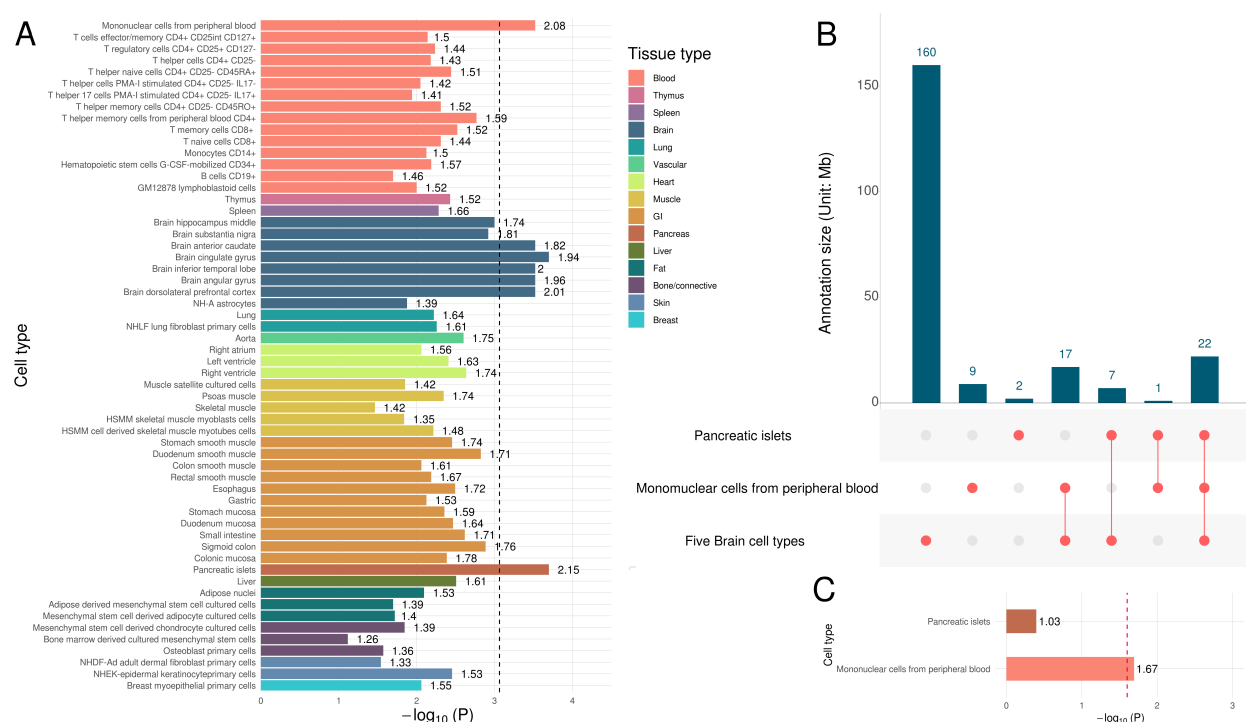 A
Cell type
Mononuclear cells from peripheral blood 2.08
T cells effector/memory CD4+ CD25int CD127+ 1.5
T regulatory cells CD4+ CD25+ CD127- 1.44
T helper cells CD4+ CD25- 1.43
T helper naive cells CD4+ CD25- CD45RA+ 1.51
T helper cells PMA-I stimulated CD4+ CD25- IL17- 1.42
T helper 17 cells PMA-I stimulated CD4+ CD25- IL17+ 1.41
T helper memory cells CD4+ CD25- CD45RO+ 1.52
T helper memory cells from peripheral blood CD4+ 1.59
T memory cells CD8+ 1.52
T naive cells CD8+ 1.44
Monocytes CD14+ 1.5
Hematopoietic stem cells G-CSF-mobilized CD34+ 1.57
B cells CD19+ 1.46
GM12878 lymphoblastoid cells 1.52
Thymus 1.52
Spleen 1.66
Brain hippocampus middle 1.74
Brain substantia nigra 1.81
Brain anterior caudate 1.82
Brain cingulate gyrus 1.94
Brain inferior temporal lobe 2
Brain angular gyrus 1.96
Brain dorsolateral prefrontal cortex 2.01
NH-A astrocytes 1.39
Lung 1.64
NHLF lung fibroblast primary cells 1.61
Aorta 1.75
Right atrium 1.56
Left ventricle 1.63
Right ventricle 1.74
Muscle satellite cultured cells 1.42
Psoas muscle 1.74
Skeletal muscle 1.42
HSMM skeletal muscle myoblasts cells 1.35
HSMM cell derived skeletal muscle myotubes cells 1.48
Stomach smooth muscle 1.74
Duodenum smooth muscle 1.71
Colon smooth muscle 1.61
Rectal smooth muscle 1.67
Esophagus 1.72
Gastric 1.53
Stomach mucosa 1.59
Duodenum mucosa 1.64
Small intestine 1.71
Sigmoid colon 1.76
Colonic mucosa 1.78
Pancreatic islets 2.15
Liver 1.61
Adipose nuclei 1.53
Adipose derived mesenchymal stem cell cultured cells 1.39
Mesenchymal stem cell derived adipocyte cultured cells 1.4
Mesenchymal stem cell derived chondrocyte cultured cells 1.39
Bone marrow derived cultured mesenchymal stem cells 1.26
Osteoblast primary cells 1.36
NHDF-Ad adult dermal fibroblast primary cells 1.33
NHEK-epidermal keratinocyteprimary cells 1.53
Breast myoepithelial primary cells 1.55
0 1 2 3 4
−log10 (P)
Tissue type
Blood
Thymus
Spleen
Brain
Lung
Vascular
Heart
Muscle
GI
Pancreas
Liver
Fat
Bone/connective
Skin
Breast
B
Annotation size (Unit: Mb)
150
100
50
0
160 9 2 17 7 1 22
Pancreatic islets
Momomuclear cells from peripheral blood
Five Brain cell types
C
Cell type
Pancreatic islets 1.03
Mononuclear cells from peripheral blood 1.67
0 1 2 3
−log10 (P)